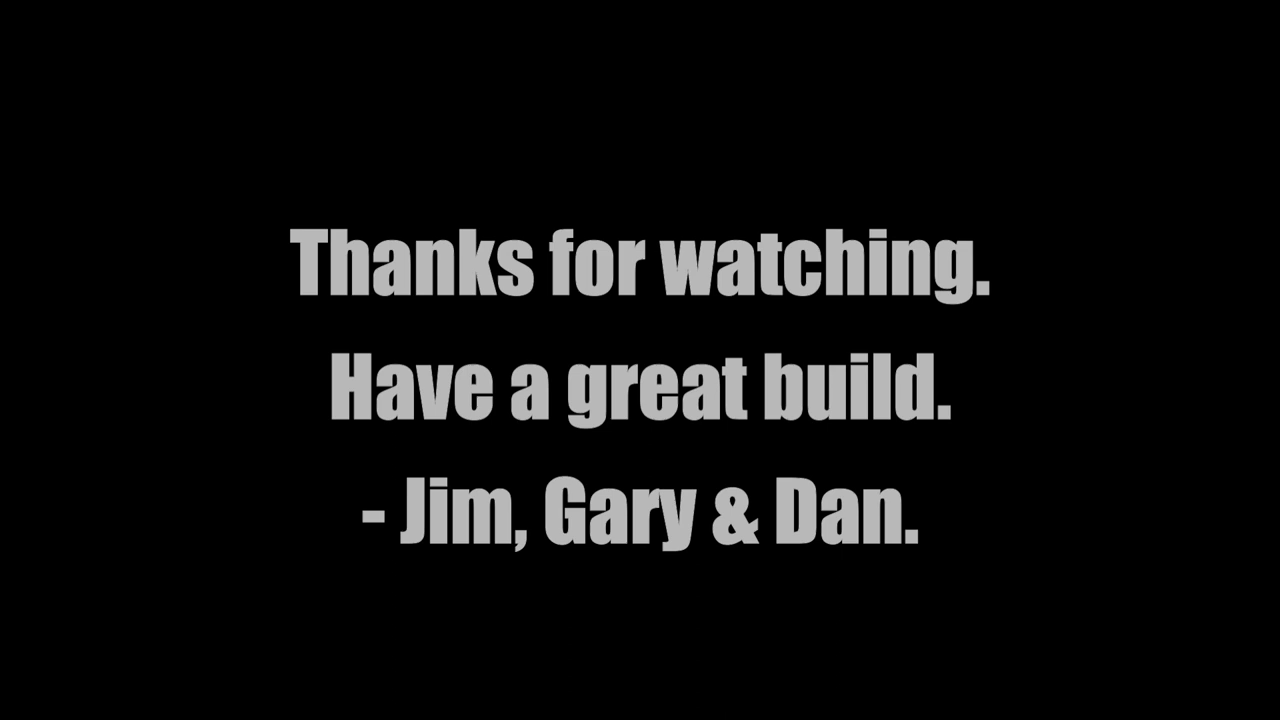 Thanks for watching.
Have a great build.
- Jim, Gary & Dan.